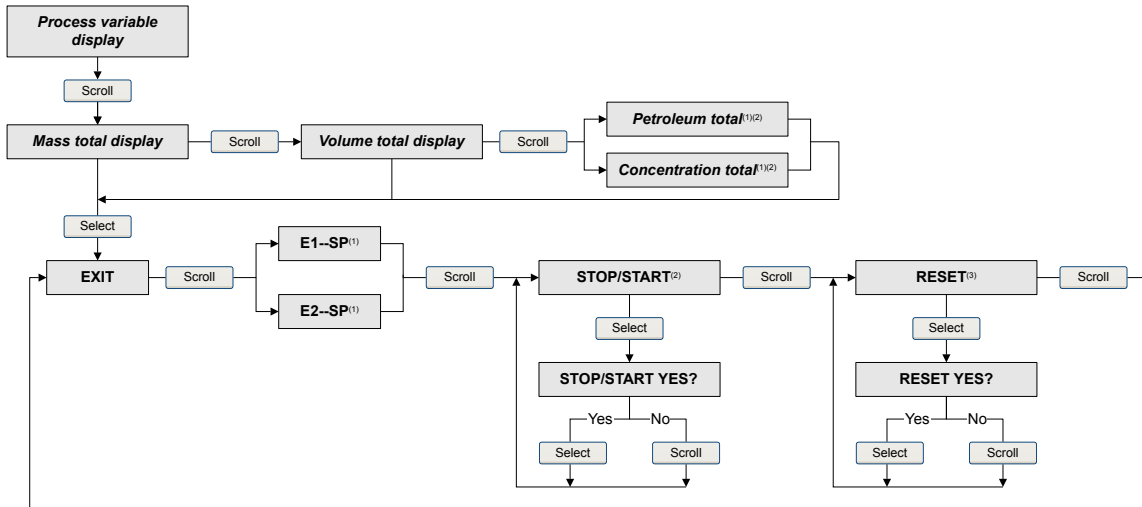 Process variable
display
Scroll
Mass total display
Scroll
Volume total display
Scroll
Petroleum total(1)(2)
Concentration total(1)(2)
Select
EXIT
Scroll
E1--SP(1)
E2--SP(1)
Scroll
STOP/START(2)
Scroll
RESET(3)
Scroll
Select
Select
STOP/START YES?
RESET YES?
Yes
No
Yes
No
Select
Scroll
Select
Scroll